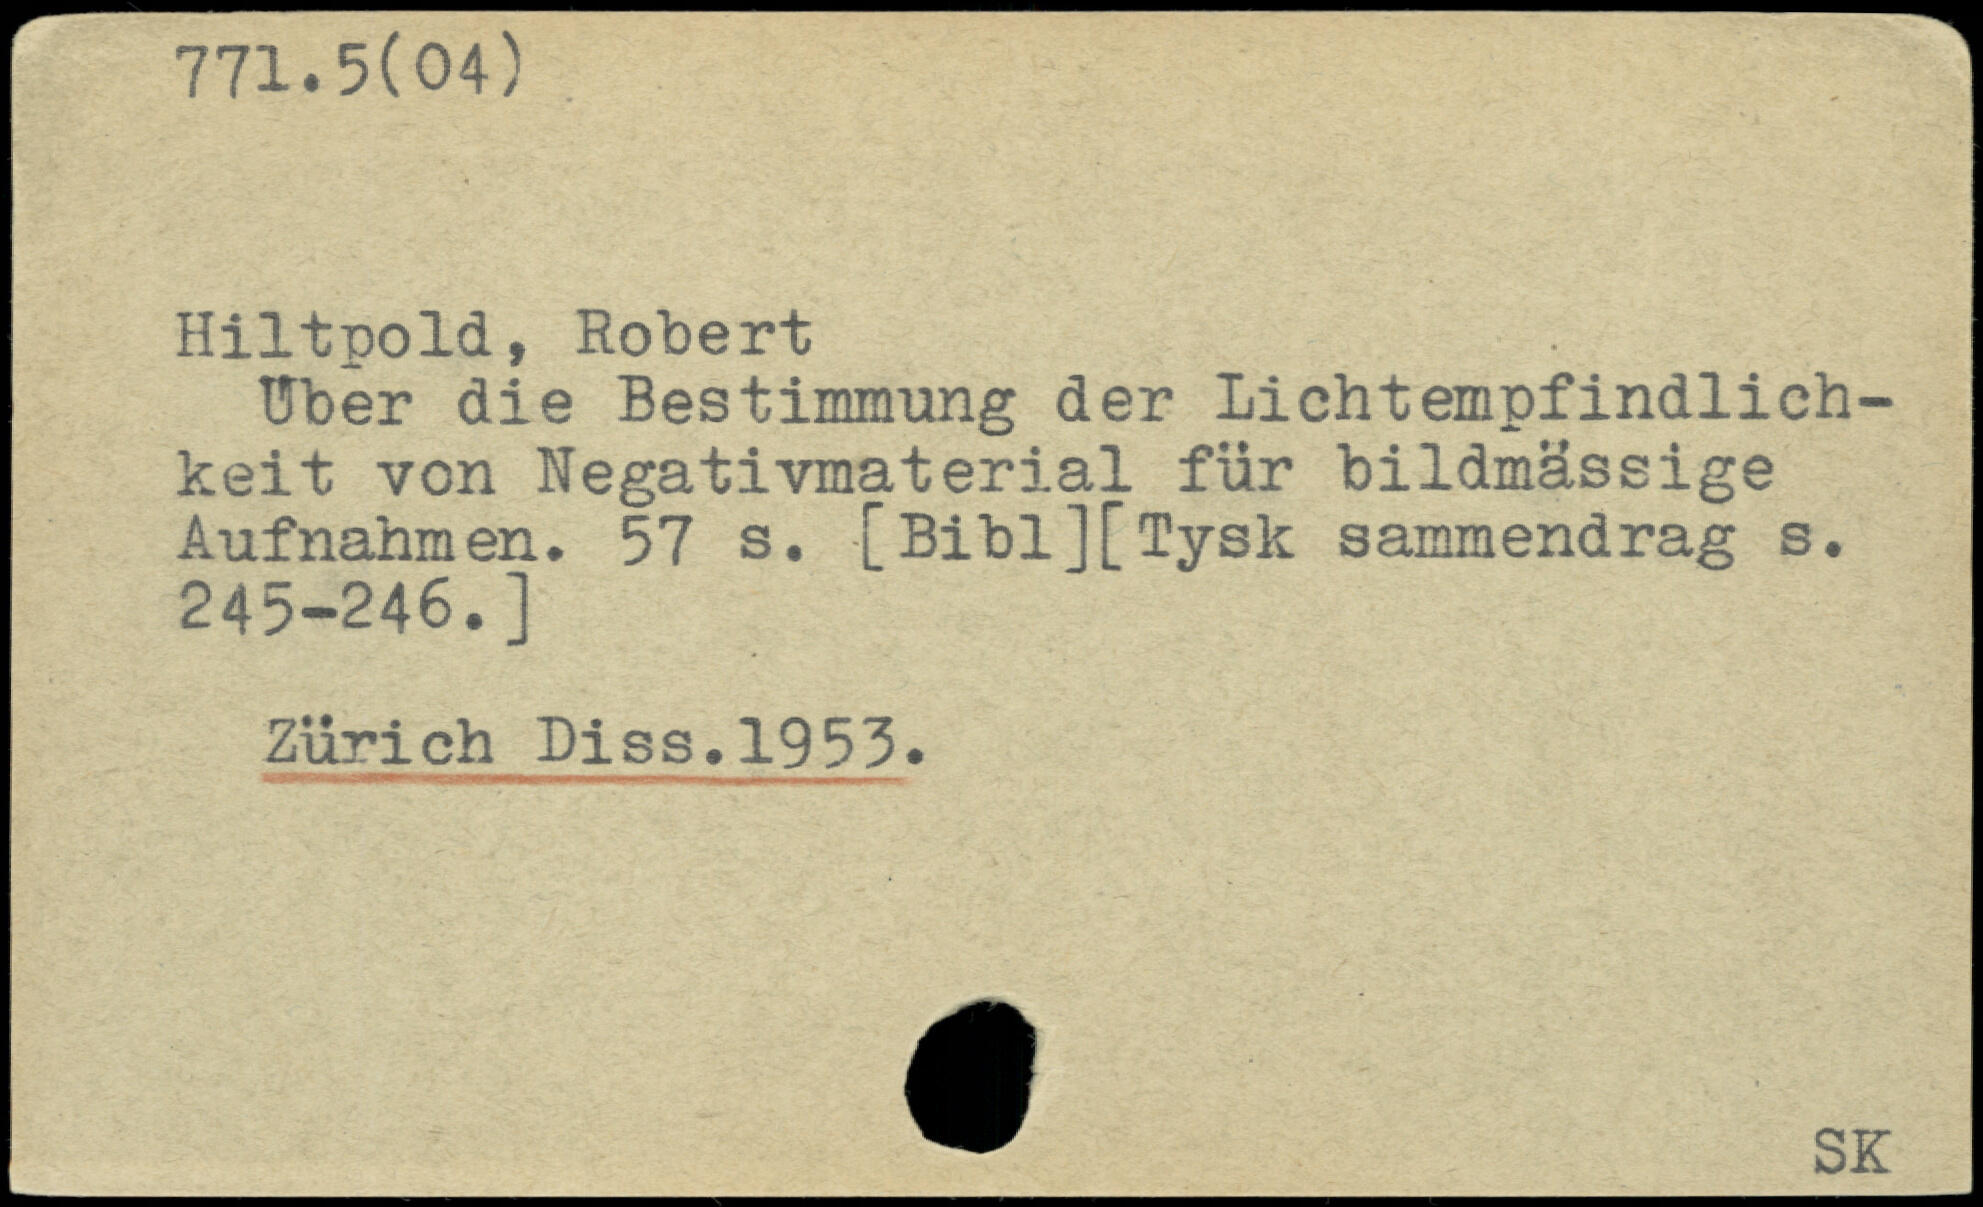 771.5(04)
Hiltpold, Robert
Über die Bestimmung der Lichtempfindlich-
keit von Negativmaterial für bildmässige
Aufnahmen. 57 s. [Bibl][Tysk sammendrag s.
245-246.]
Zürich Diss.1953.
SK